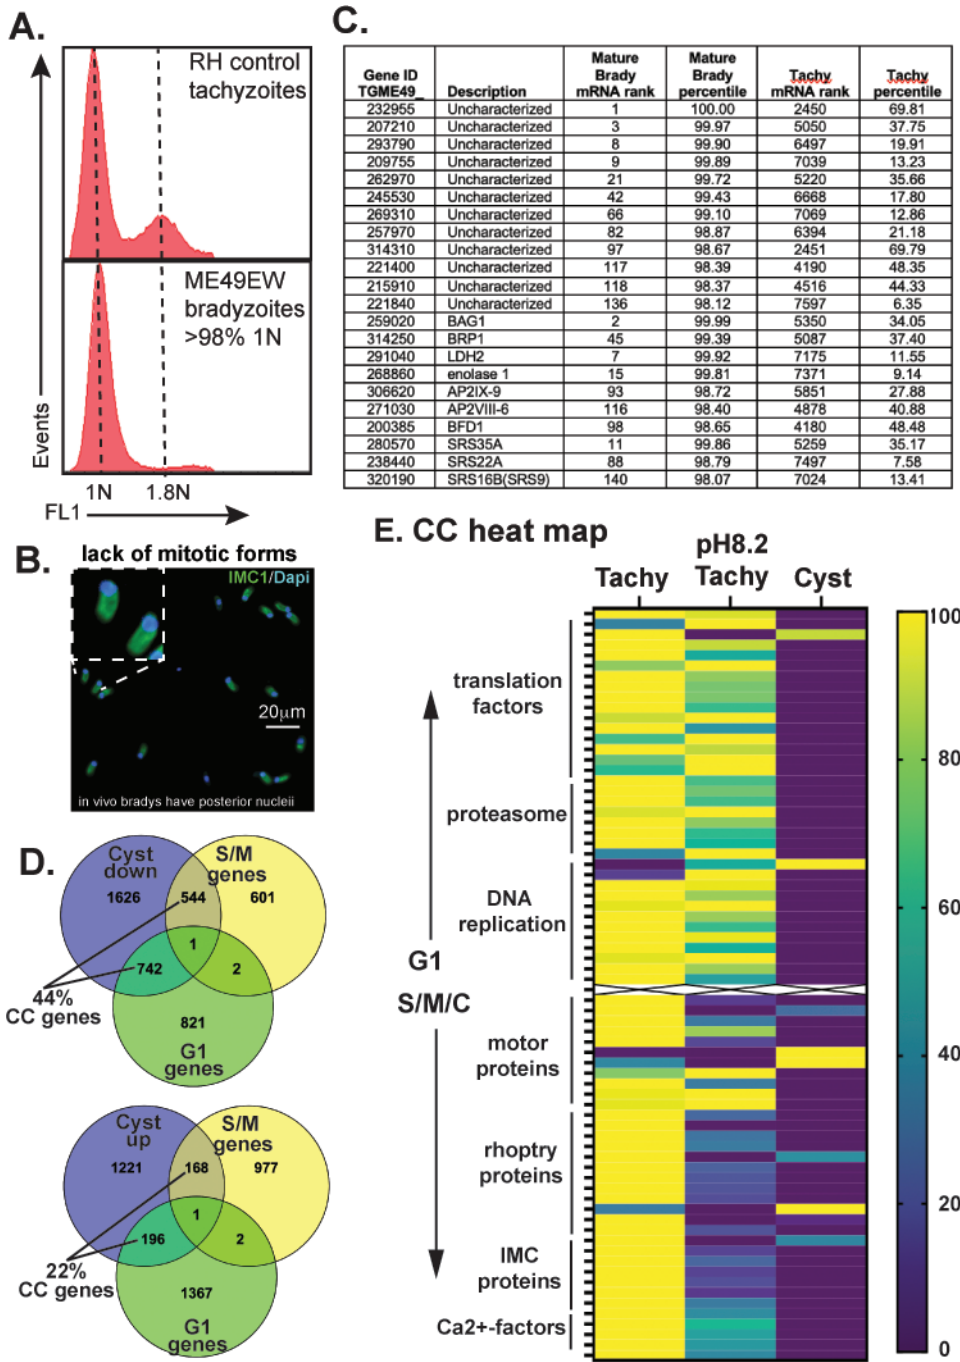 A.
RH control
tachyzoites
ME49EW
bradyzoites
>98% 1N
Events
1N 1.8N
FL1
C.
Gene ID TGME49_ Description Mature Brady mRNA rank Mature Brady percentile Tachy mRNA rank Tachy percentile
232955 Uncharacterized 1 100.00 2450 69.81
207210 Uncharacterized 3 99.97 5050 37.75
293790 Uncharacterized 8 99.90 6497 19.91
209755 Uncharacterized 9 99.89 7039 13.23
262970 Uncharacterized 21 99.72 5220 35.66
245530 Uncharacterized 42 99.43 6668 17.80
269310 Uncharacterized 66 99.10 7069 12.86
257970 Uncharacterized 82 98.87 6394 21.18
314310 Uncharacterized 97 98.67 2451 69.79
221400 Uncharacterized 117 98.39 4190 48.35
215910 Uncharacterized 118 98.37 4516 44.33
221840 Uncharacterized 136 98.12 7597 6.35
259020 BAG1 2 99.99 5350 34.05
314250 BRP1 45 99.39 5087 37.40
291040 LDH2 7 99.92 7175 11.55
268860 enolase 1 15 99.81 7371 9.14
306620 AP2IX-9 93 98.72 5851 27.88
271030 AP2VIII-6 116 98.40 4878 40.88
200385 BFD1 98 98.65 4180 48.48
280570 SRS35A 11 99.86 5259 35.17
238440 SRS22A 88 98.79 7497 7.58
320190 SRS16B(SRS9) 140 98.07 7024 13.41
B.
lack of mitotic forms
IMC1/Dapi
20µm
in vivo bradys have posterior nucleii
D.
Cyst
down
S/M
genes
1626
544
601
1
742
2
44%
CC genes
821
G1
genes
Cyst
up
S/M
genes
1221
168
977
1
196
2
22%
CC genes
1367
G1
genes
E. CC heat map
Tachy
pH8.2
Tachy
Cyst
translation
factors
proteasome
DNA
replication
G1
S/M/C
motor
proteins
rhoptry
proteins
IMC
proteins
Ca2+-factors
100
80
60
40
20
0